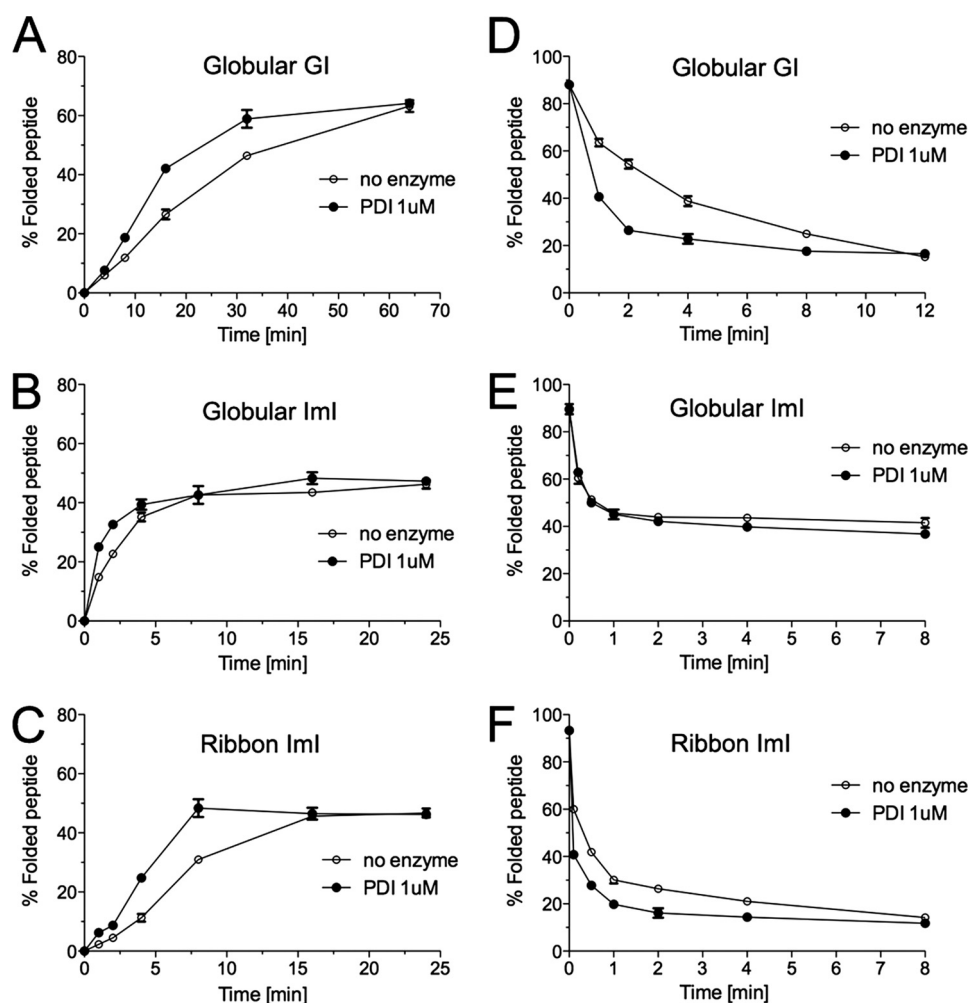 A
Globular GI
% Folded peptide
80
60
40
20
0
no enzyme
PDI 1uM
0 10 20 30 40 50 60 70
Time [min]
D
Globular GI
% Folded peptide
100
80
60
40
20
0
no enzyme
PDI 1uM
0 2 4 6 8 10 12
Time [min]
B
Globular ImI
% Folded peptide
80
60
40
20
0
no enzyme
PDI 1uM
0 5 10 15 20 25
Time [min]
E
Globular ImI
% Folded peptide
100
80
60
40
20
0
no enzyme
PDI 1uM
0 1 2 3 4 5 6 7 8
Time [min]
C
Ribbon ImI
% Folded peptide
80
60
40
20
0
no enzyme
PDI 1uM
0 5 10 15 20 25
Time [min]
F
Ribbon ImI
% Folded peptide
100
80
60
40
20
0
no enzyme
PDI 1uM
0 1 2 3 4 5 6 7 8
Time [min]